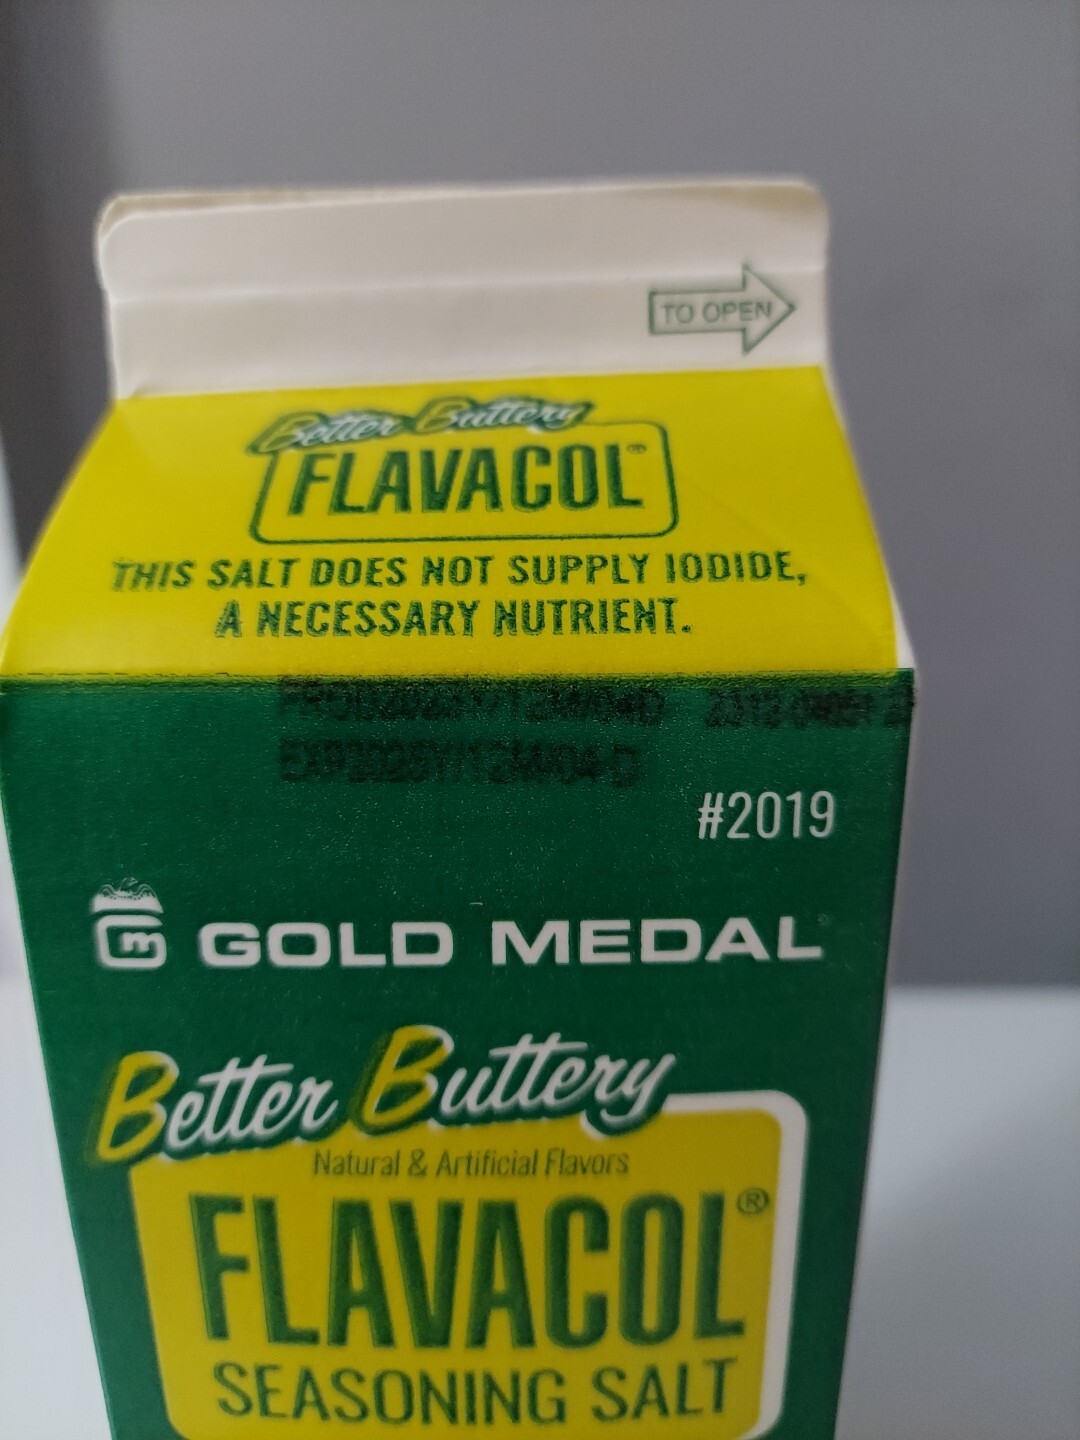 TO OPEN
Better Buttery
FLAVACOL®
THIS SALT DOES NOT SUPPLY IODIDE,
A NECESSARY NUTRIENT.
#2019
GOLD MEDAL
Better Buttery
Natural & Artificial Flavors
FLAVACOL®
SEASONING SALT